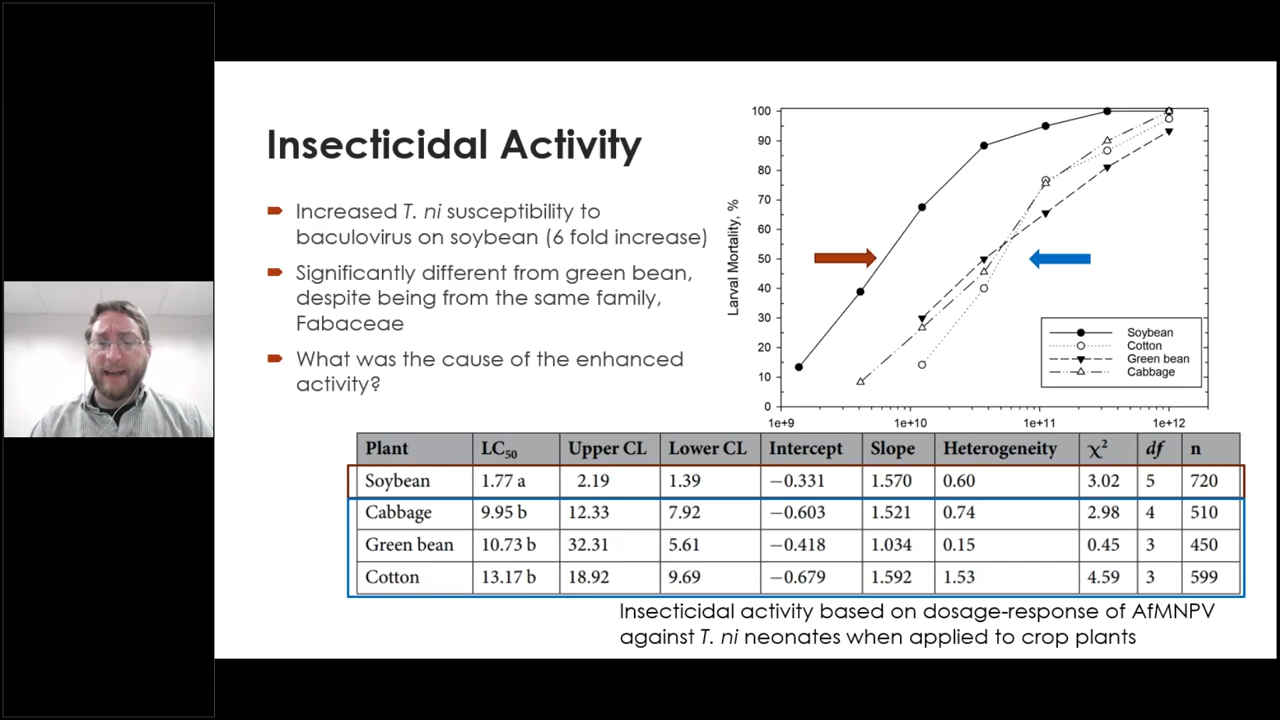 Insecticidal Activity
Increased T. ni susceptibility to
baculovirus on soybean (6 fold increase)
Significantly different from green bean,
despite being from the same family,
Fabaceae
What was the cause of the enhanced
activity?
Larval Mortality, %
100
90
80
70
60
50
40
30
20
10
0
1e+9 1e+10 1e+11 1e+12
Soybean
Cotton
Green bean
Cabbage
Plant LC50 Upper CL Lower CL Intercept Slope Heterogeneity χ2 df n
Soybean 1.77 a 2.19 1.39 −0.331 1.570 0.60 3.02 5 720
Cabbage 9.95 b 12.33 7.92 −0.603 1.521 0.74 2.98 4 510
Green bean 10.73 b 32.31 5.61 −0.418 1.034 0.15 0.45 3 450
Cotton 13.17 b 18.92 9.69 −0.679 1.592 1.53 4.59 3 599
Insecticidal activity based on dosage-response of AfMNPV
against T. ni neonates when applied to crop plants